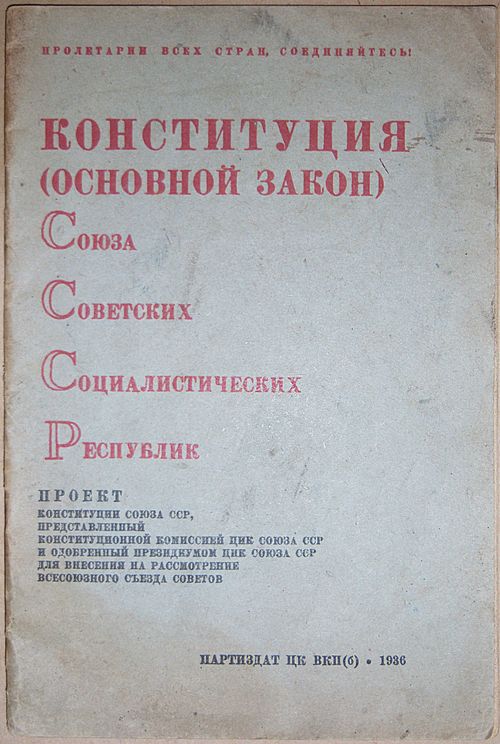 ПРОЛЕТАРИИ ВСЕХ СТРАН, СОЕДИНЯЙТЕСЬ!
КОНСТИТУЦИЯ
(ОСНОВНОЙ ЗАКОН)
СОЮЗА
СОВЕТСКИХ
СОЦИАЛИСТИЧЕСКИХ
РЕСПУБЛИК
ПРОЕКТ
КОНСТИТУЦИИ СОЮЗА ССР,
ПРЕДСТАВЛЕННЫЙ
КОНСТИТУЦИОННОЙ КОМИССИЕЙ ЦИК СОЮЗА ССР
И ОДОБРЕННЫЙ ПРЕЗИДИУМОМ ЦИК СОЮЗА ССР
ДЛЯ ВНЕСЕНИЯ НА РАССМОТРЕНИЕ
ВСЕСОЮЗНОГО СЪЕЗДА СОВЕТОВ
ПАРТИЗДАТ ЦК ВКП(б) • 1936